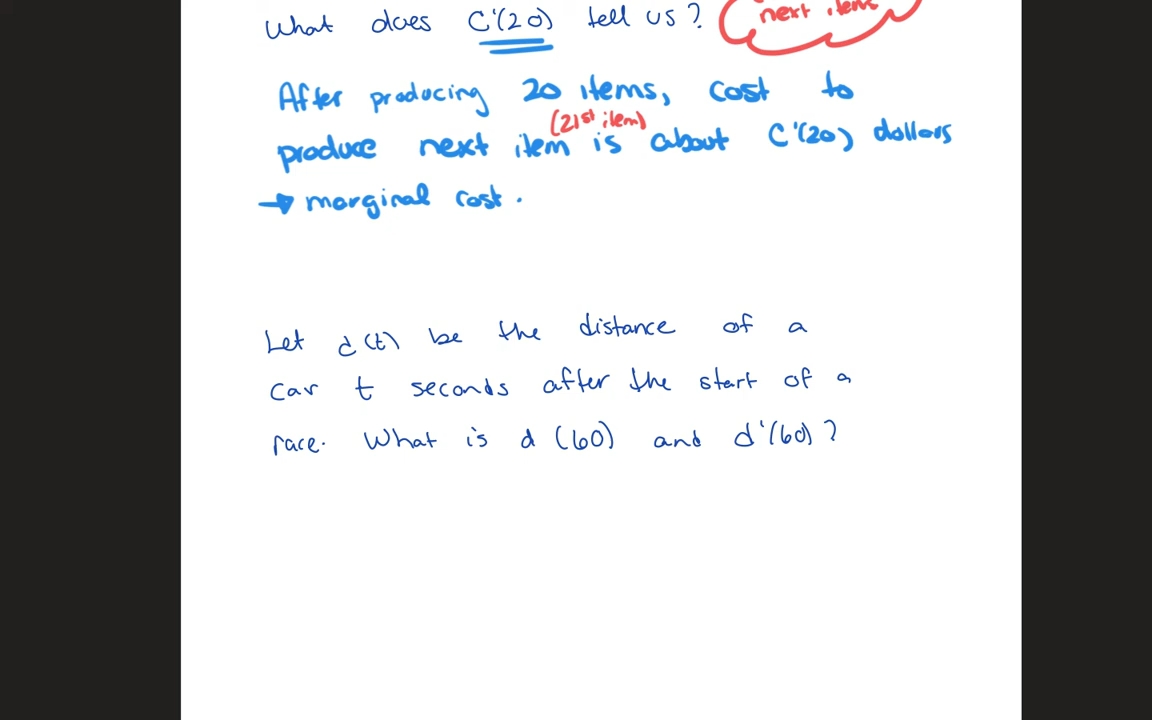 What does C'(20) tell us?
next item
After producing 20 items, cost to
(21st item)
produce next item is about C'(20) dollars
→ marginal cost.
Let d(t) be the distance of a
car t seconds after the start of a
race. What is d(60) and d'(60)?